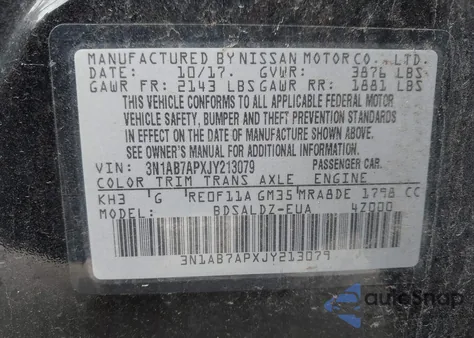 MANUFACTURED BY NISSAN MOTOR CO., LTD.
DATE: 10/17. GVWR: 3876 LBS
GAWR FR: 2143 LBS GAWR RR: 1881 LBS
THIS VEHICLE CONFORMS TO ALL APPLICABLE FEDERAL MOTOR
VEHICLE SAFETY, BUMPER AND THEFT PREVENTION STANDARDS
IN EFFECT ON THE DATE OF MANUFACTURE SHOWN ABOVE.
SEE OWNER'S MANUAL FOR ADDITIONAL INFORMATION.
VIN: 3N1AB7APXJY213079 PASSENGER CAR.
COLOR TRIM TRANS AXLE ENGINE
KH3 G RE0F11A GM35 MRA8DE 1798 CC
MODEL: BDSALDZ-EUA 4Z000
3N1AB7APXJY213079
autoSnap